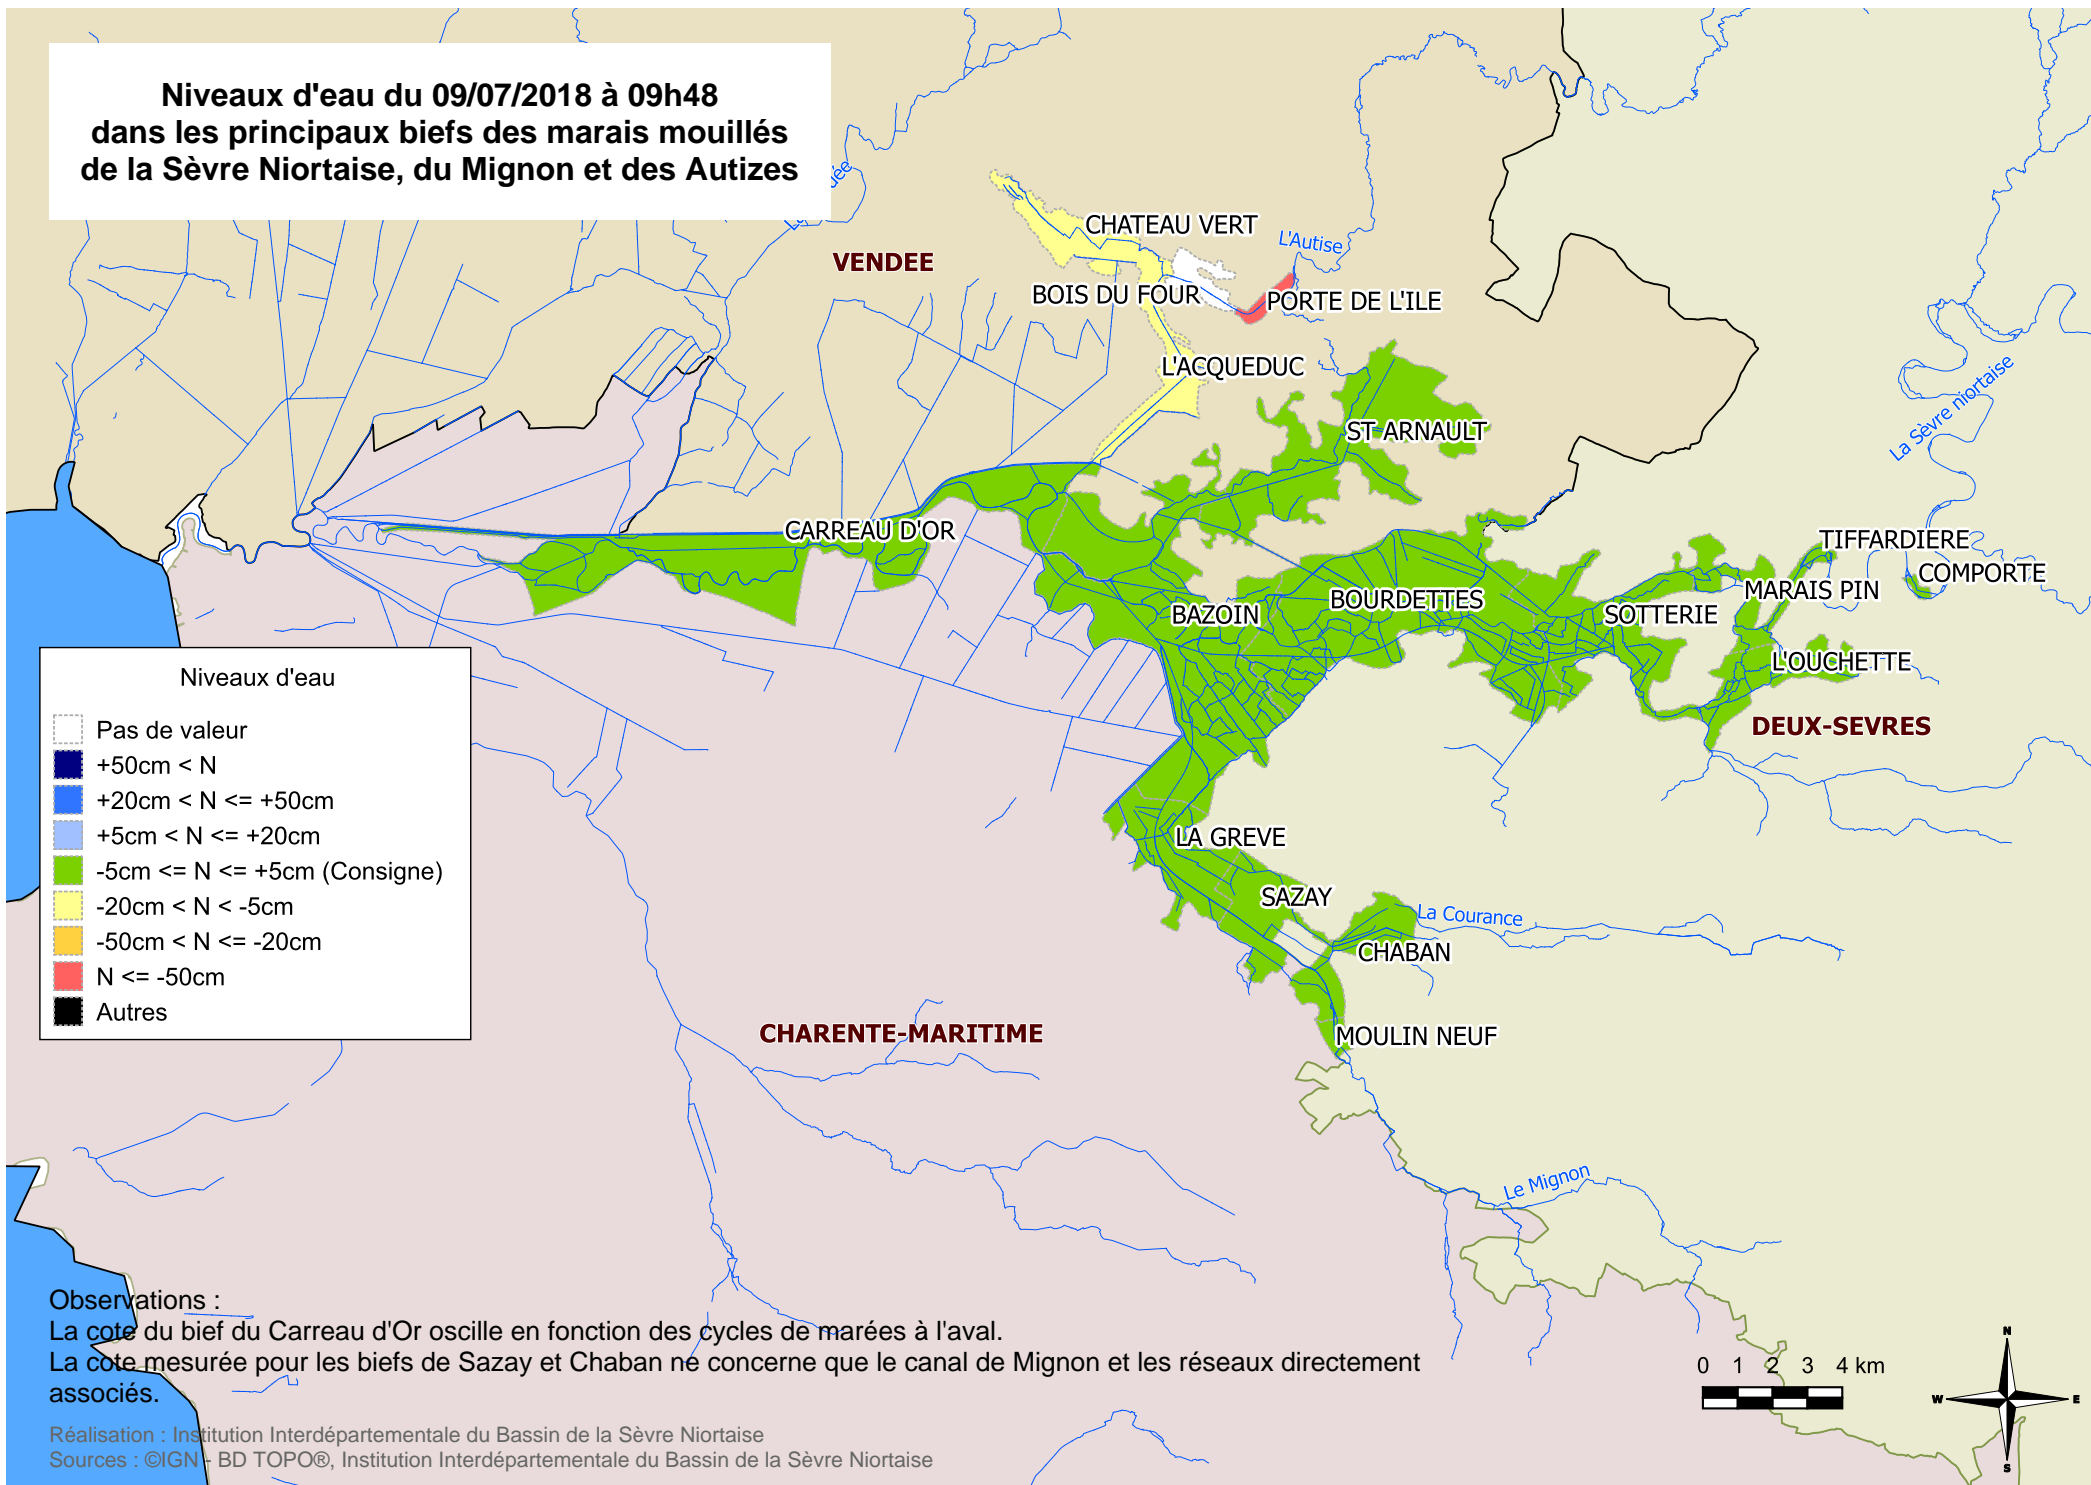 Niveaux d'eau du 09/07/2018 à 09h48
dans les principaux biefs des marais mouillés
de la Sèvre Niortaise, du Mignon et des Autizes
CHATEAU VERT
L'Autise
VENDEE
BOIS DU FOUR
PORTE DE L'ILE
L'ACQUEDUC
La Sèvre niortaise
ST ARNAULT
CARREAU D'OR
TIFFARDIERE
COMPORTE
MARAIS PIN
BOURDETTES
BAZOIN
SOTTERIE
L'OUCHETTE
DEUX-SEVRES
Niveaux d'eau
Pas de valeur
+50cm < N
+20cm < N <= +50cm
+5cm < N <= +20cm
-5cm <= N <= +5cm (Consigne)
-20cm < N < -5cm
-50cm < N <= -20cm
N <= -50cm
Autres
LA GREVE
SAZAY
La Courance
CHABAN
CHARENTE-MARITIME
MOULIN NEUF
Le Mignon
Observations :
La cote du bief du Carreau d'Or oscille en fonction des cycles de marées à l'aval.
La cote mesurée pour les biefs de Sazay et Chaban ne concerne que le canal de Mignon et les réseaux directement
associés.
Réalisation : Institution Interdépartementale du Bassin de la Sèvre Niortaise
Sources : ©IGN - BD TOPO®, Institution Interdépartementale du Bassin de la Sèvre Niortaise
0 1 2 3 4 km
N
W E
S